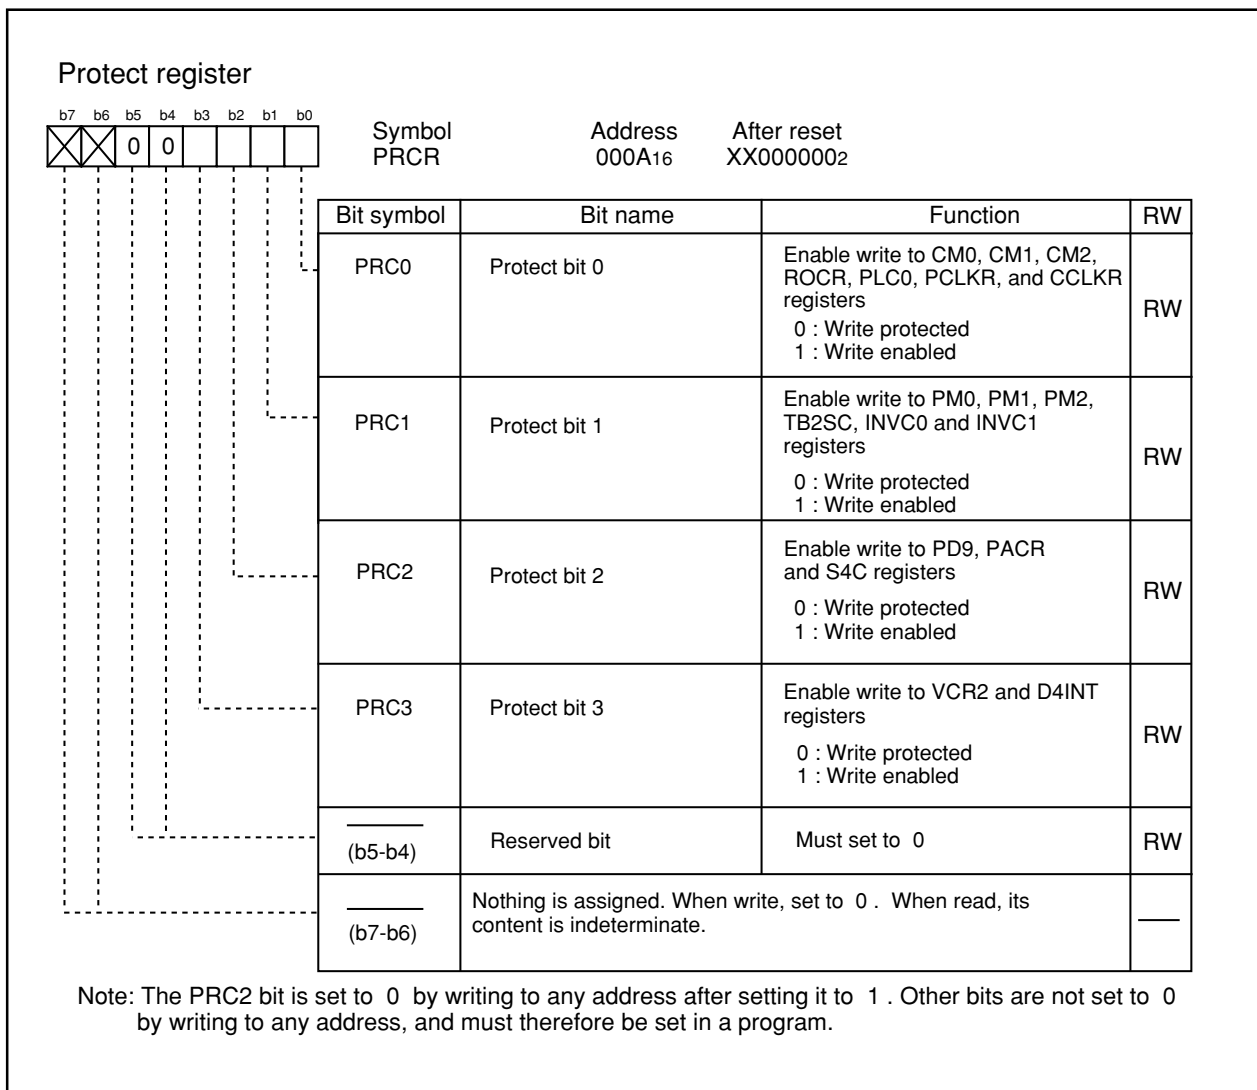 Protect register
b7 b6 b5 b4 b3 b2 b1 b0
0 0
Symbol Address After reset
PRCR 000A16 XX0000002
Bit symbol Bit name Function RW
PRC0 Protect bit 0 Enable write to CM0, CM1, CM2,
ROCR, PLC0, PCLKR, and CCLKR
registers
0 : Write protected
1 : Write enabled
RW
PRC1 Protect bit 1 Enable write to PM0, PM1, PM2,
TB2SC, INVC0 and INVC1
registers
0 : Write protected
1 : Write enabled
RW
PRC2 Protect bit 2 Enable write to PD9, PACR
and S4C registers
0 : Write protected
1 : Write enabled
RW
PRC3 Protect bit 3 Enable write to VCR2 and D4INT
registers
0 : Write protected
1 : Write enabled
RW
(b5-b4) Reserved bit Must set to 0 RW
(b7-b6) Nothing is assigned. When write, set to 0 . When read, its
content is indeterminate.
Note: The PRC2 bit is set to 0 by writing to any address after setting it to 1 . Other bits are not set to 0
by writing to any address, and must therefore be set in a program.